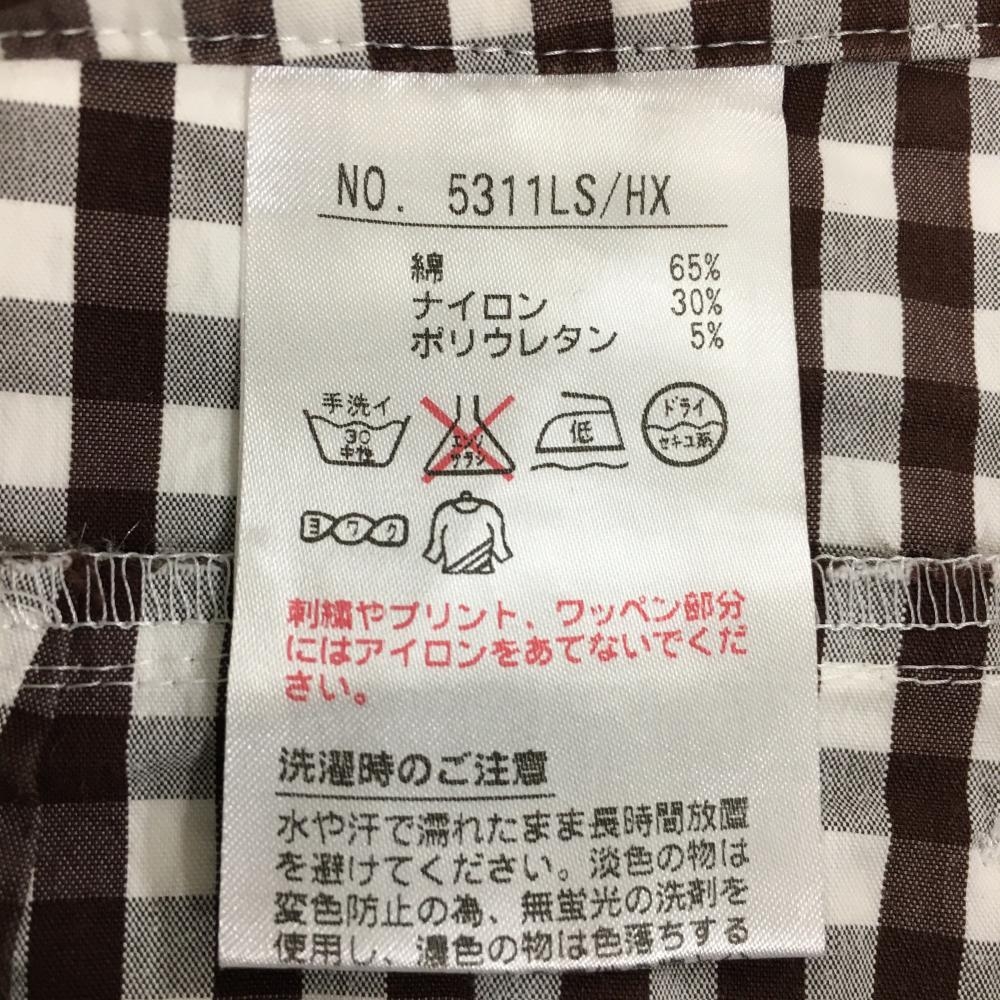 NO. 5311LS/HX
綿 65%
ナイロン 30%
ポリウレタン 5%
手洗イ
30
中性
エンソ
サラシ
低
ドライ
セキユ系
ヨワク
刺繍やプリント、ワッペン部分
にはアイロンをあてないでくだ
さい。
洗濯時のご注意
水や汗で濡れたまま長時間放置
を避けてください。淡色の物は
変色防止の為、無蛍光の洗剤を
使用し、濃色の物は色落ちする